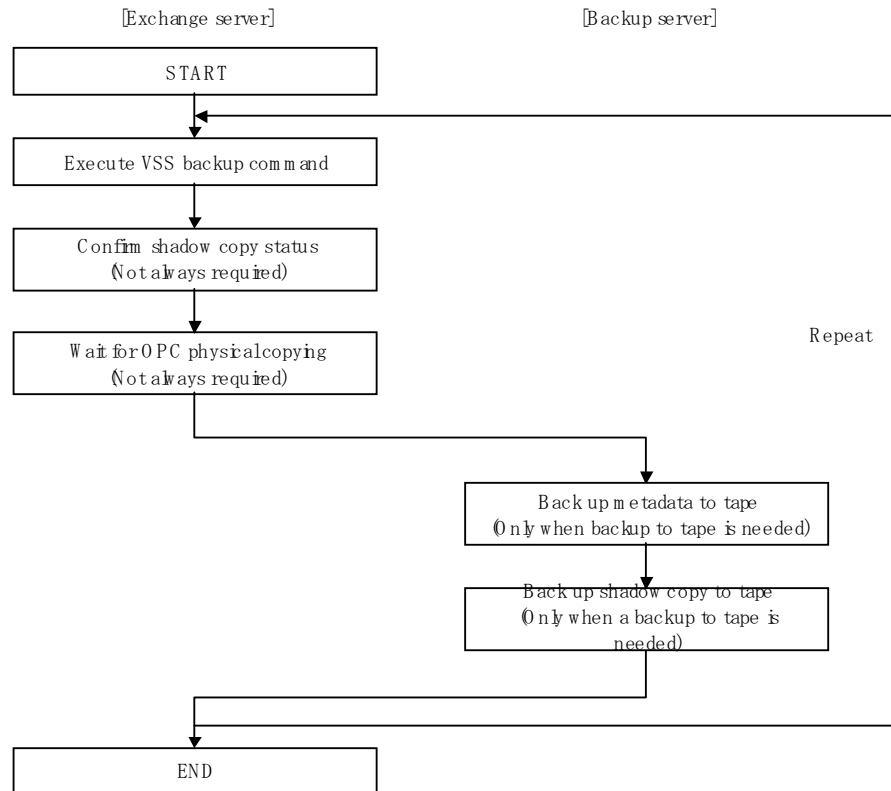 [Exchange server]
[Backup server]
START
Execute VSS backup command
Confirm shadow copy status
(Not always required)
Wait for OPC physical copying
(Not always required)
Repeat
Back up metadata to tape
(Only when backup to tape is needed)
Back up shadow copy to tape
(Only when a backup to tape is
needed)
END